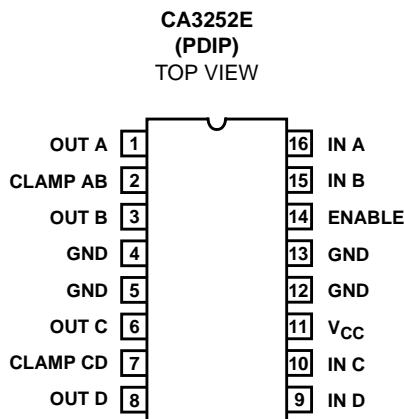 CA3252E
(PDIP)
TOP VIEW
OUT A 1 16 IN A
CLAMP AB 2 15 IN B
OUT B 3 14 ENABLE
GND 4 13 GND
GND 5 12 GND
OUT C 6 11 VCC
CLAMP CD 7 10 IN C
OUT D 8 9 IN D